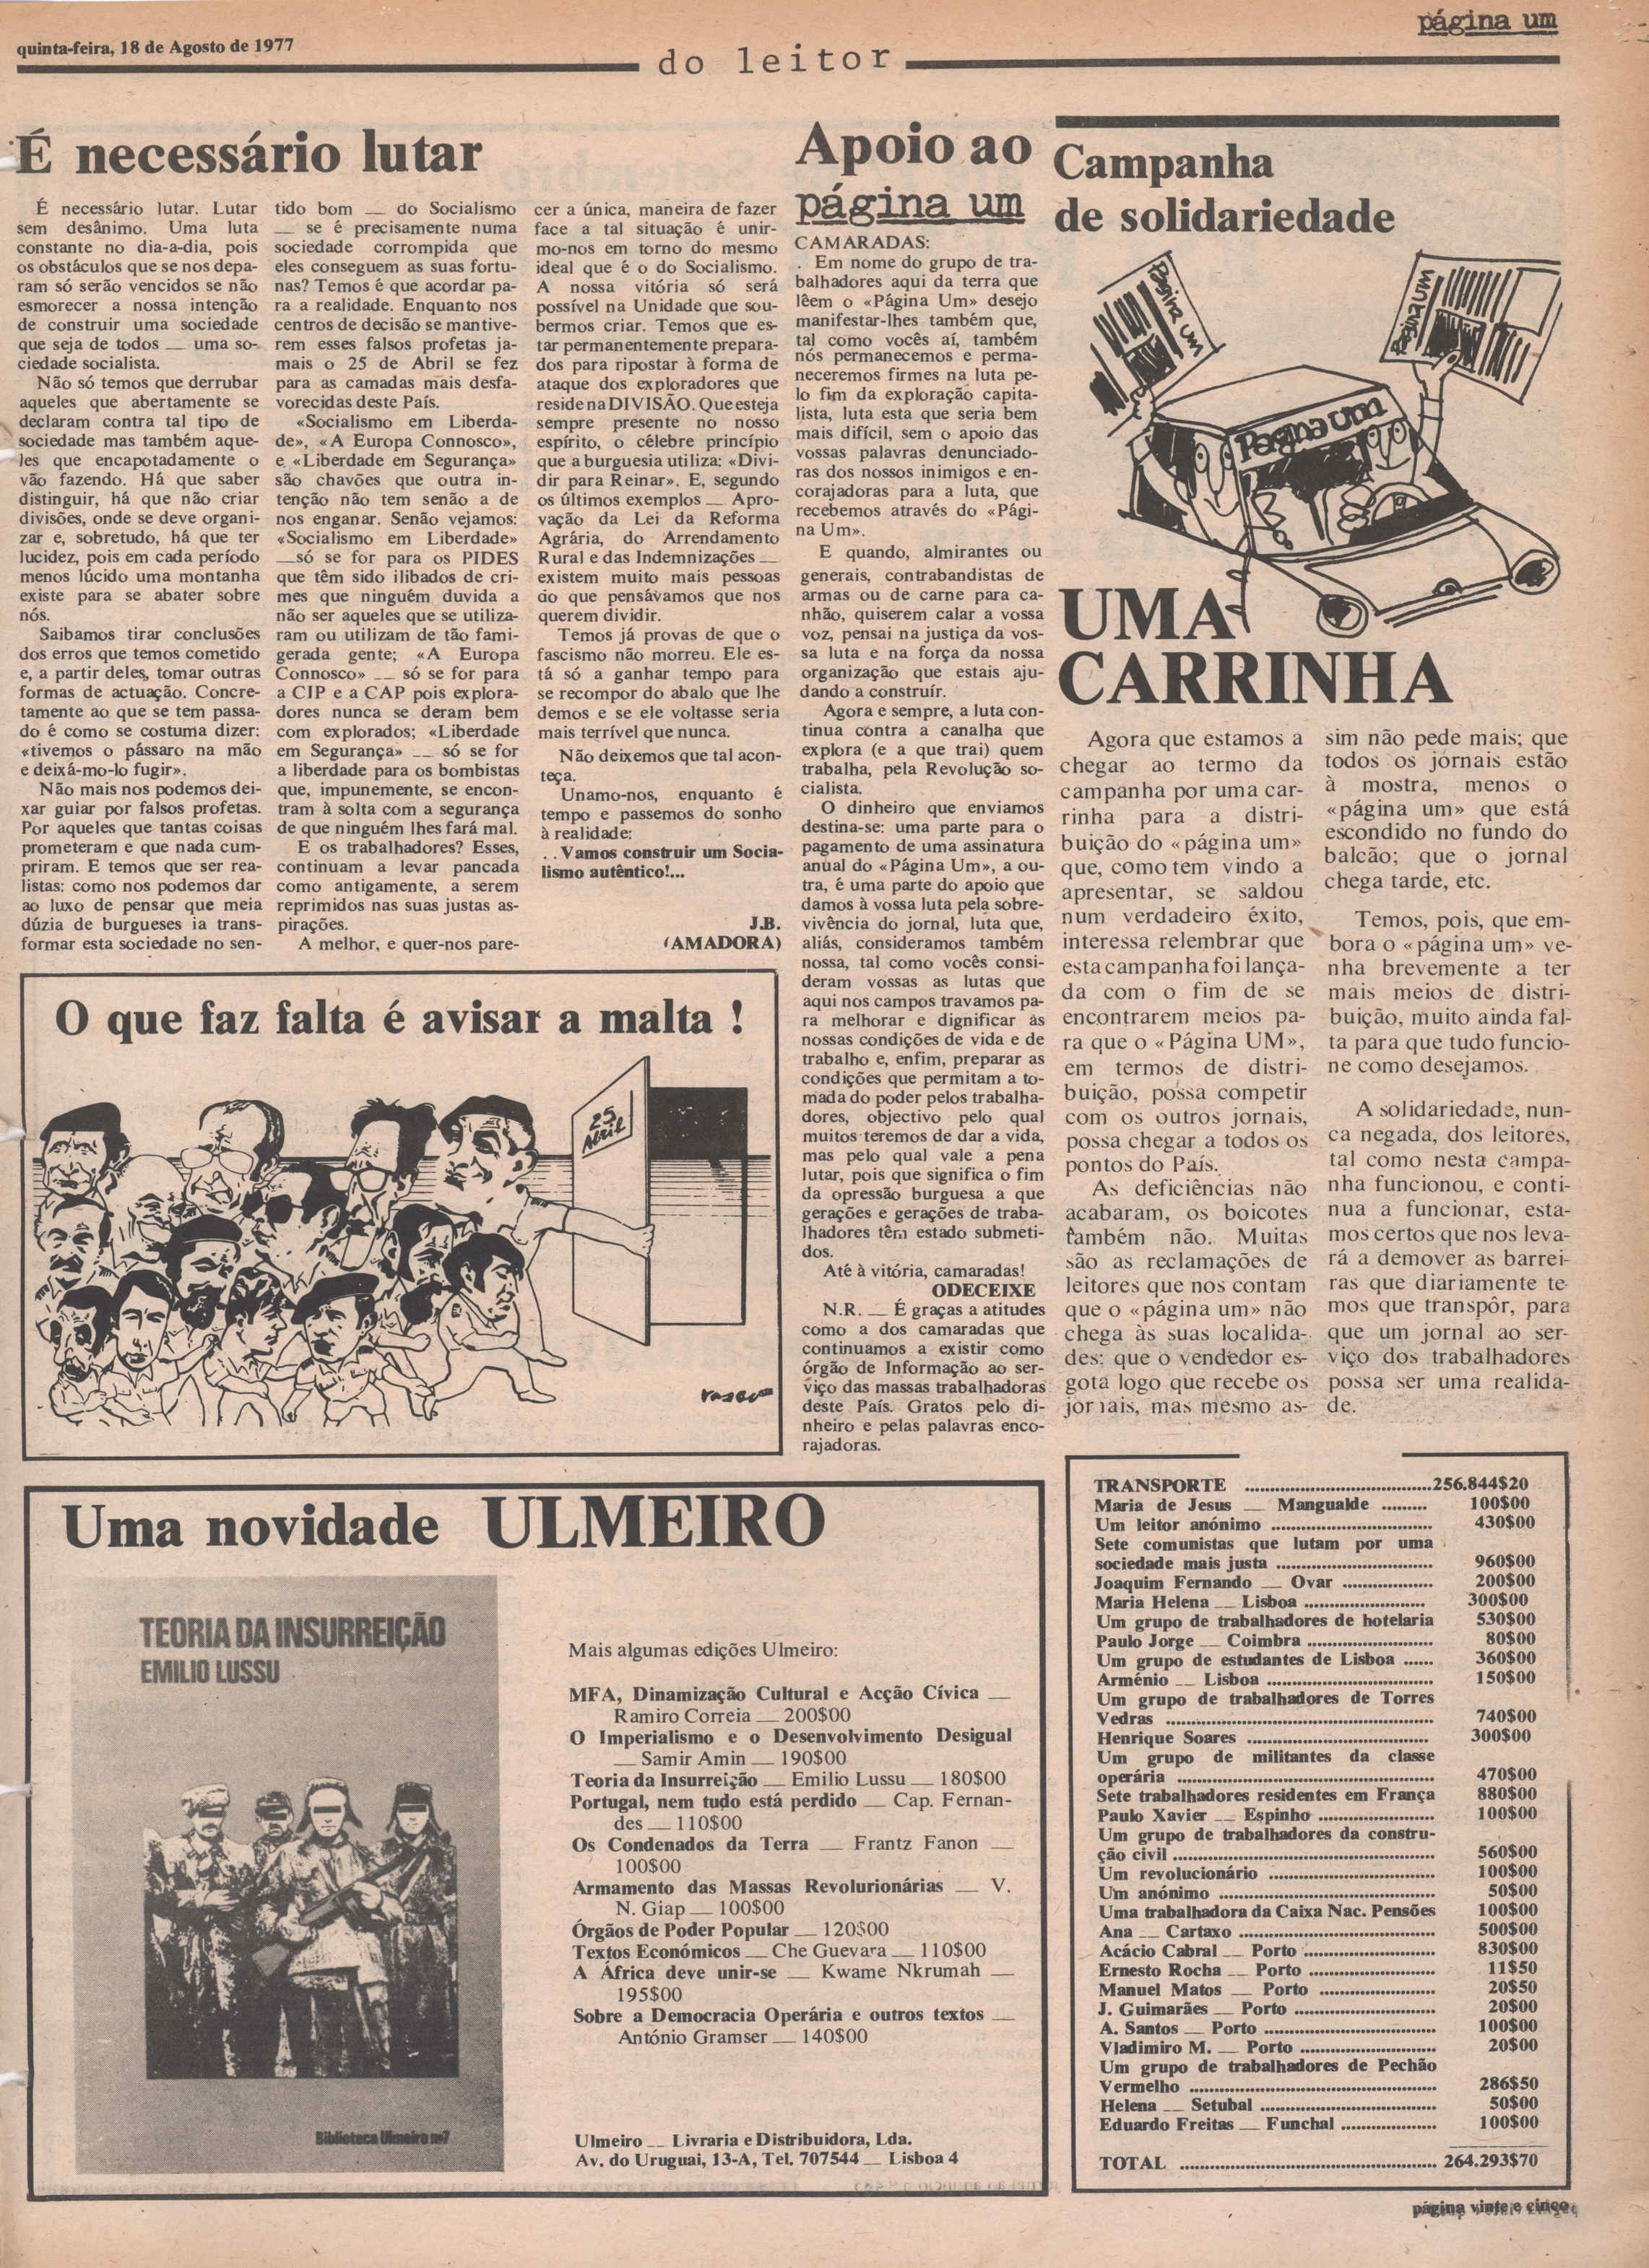 quinta-feira, 18 de Agosto de 1977
do leitor
página um
É necessário lutar
É necessário lutar. Lutar
sem desânimo. Uma luta
constante no dia-a-dia, pois
os obstáculos que se nos depa-
ram só serão vencidos se não
esmorecer a nossa intenção
de construir uma sociedade
que seja de todos — uma so-
ciedade socialista.
Não só temos que derrubar
aqueles que abertamente se
declaram contra tal tipo de
sociedade mas também aque-
les que encapotadamente o
vão fazendo. Há que saber
distinguir, há que não criar
divisões, onde se deve organi-
zar e, sobretudo, há que ter
lucidez, pois em cada período
menos lúcido uma montanha
existe para se abater sobre
nós.
Saibamos tirar conclusões
dos erros que temos cometido
e, a partir deles, tomar outras
formas de actuação. Concre-
tamente ao que se tem passa-
do é como se costuma dizer:
«tivemos o pássaro na mão
e deixá-mo-lo fugir».
Não mais nos podemos dei-
xar guiar por falsos profetas.
Por aqueles que tantas coisas
prometeram e que nada cum-
priram. E temos que ser rea-
listas: como nos podemos dar
ao luxo de pensar que meia
dúzia de burgueses ia trans-
formar esta sociedade no sen-
tido bom — do Socialismo
— se é precisamente numa
sociedade corrompida que
eles conseguem as suas fortu-
nas? Temos é que acordar pa-
ra a realidade. Enquanto nos
centros de decisão se mantive-
rem esses falsos profetas ja-
mais o 25 de Abril se fez
para as camadas mais desfa-
vorecidas deste País.
«Socialismo em Liberda-
de», «A Europa Connosco»,
e «Liberdade em Segurança»
são chavões que outra in-
tenção não tem senão a de
nos enganar. Senão vejamos:
«Socialismo em Liberdade»
—só se for para os PIDES
que têm sido ilibados de cri-
mes que ninguém duvida a
não ser aqueles que se utiliza-
ram ou utilizam de tão fami-
gerada gente; «A Europa
Connosco» — só se for para
a CIP e a CAP pois explora-
dores nunca se deram bem
com explorados; «Liberdade
em Segurança» — só se for
a liberdade para os bombistas
que, impunemente, se encon-
tram à solta com a segurança
de que ninguém lhes fará mal.
E os trabalhadores? Esses,
continuam a levar pancada
como antigamente, a serem
reprimidos nas suas justas as-
pirações.
A melhor, e quer-nos pare-
cer a única, maneira de fazer
face a tal situação é unir-
mo-nos em torno do mesmo
ideal que é o do Socialismo.
A nossa vitória só será
possível na Unidade que sou-
bermos criar. Temos que es-
tar permanentemente prepara-
dos para ripostar à forma de
ataque dos exploradores que
reside na DIVISÃO. Que esteja
sempre presente no nosso
espírito, o célebre princípio
que a burguesia utiliza: «Divi-
dir para Reinar». E, segundo
os últimos exemplos — Apro-
vação da Lei da Reforma
Agrária, do Arrendamento
Rural e das Indemnizações —
existem muito mais pessoas
do que pensávamos que nos
querem dividir.
Temos já provas de que o
fascismo não morreu. Ele es-
tá só a ganhar tempo para
se recompor do abalo que lhe
demos e se ele voltasse seria
mais terrível que nunca.
Não deixemos que tal acon-
teça.
Unamo-nos, enquanto é
tempo e passemos do sonho
à realidade:
. . Vamos construir um Socia-
lismo autêntico!...
J.B.
(AMADORA)
O que faz falta é avisar a malta !
25
Abril
vasco
Apoio ao
página um
CAMARADAS:
. Em nome do grupo de tra-
balhadores aqui da terra que
lêem o «Página Um» desejo
manifestar-lhes também que,
tal como vocês aí, também
nós permanecemos e perma-
neceremos firmes na luta pe-
lo fim da exploração capita-
lista, luta esta que seria bem
mais difícil, sem o apoio das
vossas palavras denunciado-
ras dos nossos inimigos e en-
corajadoras para a luta, que
recebemos através do «Pági-
na Um».
E quando, almirantes ou
generais, contrabandistas de
armas ou de carne para ca-
nhão, quiserem calar a vossa
voz, pensai na justiça da vos-
sa luta e na força da nossa
organização que estais aju-
dando a construír.
Agora e sempre, a luta con-
tinua contra a canalha que
explora (e a que trai) quem
trabalha, pela Revolução so-
cialista.
O dinheiro que enviamos
destina-se: uma parte para o
pagamento de uma assinatura
anual do «Página Um», a ou-
tra, é uma parte do apoio que
damos à vossa luta pela sobre-
vivência do jornal, luta que,
aliás, consideramos também
nossa, tal como vocês consi-
deram vossas as lutas que
aqui nos campos travamos pa-
ra melhorar e dignificar as
nossas condições de vida e de
trabalho e, enfim, preparar as
condições que permitam a to-
mada do poder pelos trabalha-
dores, objectivo pelo qual
muitos teremos de dar a vida,
mas pelo qual vale a pena
lutar, pois que significa o fim
da opressão burguesa a que
gerações e gerações de traba-
lhadores têm estado submeti-
dos.
Até à vitória, camaradas!
ODECEIXE
N.R. — É graças a atitudes
como a dos camaradas que
continuamos a existir como
órgão de Informação ao ser-
viço das massas trabalhadoras
deste País. Gratos pelo di-
nheiro e pelas palavras enco-
rajadoras.
Campanha
de solidariedade
Página um
Página um
Pagina um
UMA
CARRINHA
Agora que estamos a
chegar ao termo da
campanha por uma car-
rinha para a distri-
buição do «página um»
que, como tem vindo a
apresentar, se saldou
num verdadeiro éxito,
interessa relembrar que
esta campanha foi lança-
da com o fim de se
encontrarem meios pa-
ra que o «Página UM»,
em termos de distri-
buição, possa competir
com os outros jornais,
possa chegar a todos os
pontos do País.
As deficiências não
acabaram, os boicotes
também não. Muitas
são as reclamações de
leitores que nos contam
que o «página um» não
chega às suas localida-
des: que o vendedor es-
gota logo que recebe os
jornais, mas mesmo as-
sim não pede mais; que
todos os jornais estão
à mostra, menos o
«página um» que está
escondido no fundo do
balcão; que o jornal
chega tarde, etc.
Temos, pois, que em-
bora o «página um» ve-
nha brevemente a ter
mais meios de distri-
buição, muito ainda fal-
ta para que tudo funcio-
ne como desejamos.
A solidariedade, nun-
ca negada, dos leitores,
tal como nesta campa-
nha funcionou, e conti-
nua a funcionar, esta-
mos certos que nos leva-
rá a demover as barrei-
ras que diariamente te-
mos que transpôr, para
que um jornal ao ser-
viço dos trabalhadores
possa ser uma realida-
de.
TRANSPORTE ........ 256.844$20
Maria de Jesus — Mangualde ........ 100$00
Um leitor anónimo ........ 430$00
Sete comunistas que lutam por uma
sociedade mais justa ........ 960$00
Joaquim Fernando — Ovar ........ 200$00
Maria Helena — Lisboa ........ 300$00
Um grupo de trabalhadores de hotelaria 530$00
Paulo Jorge — Coimbra ........ 80$00
Um grupo de estudantes de Lisboa ...... 360$00
Arménio — Lisboa ........ 150$00
Um grupo de trabalhadores de Torres
Vedras ........ 740$00
Henrique Soares ........ 300$00
Um grupo de militantes da classe
operária ........ 470$00
Sete trabalhadores residentes em França 880$00
Paulo Xavier — Espinho ........ 100$00
Um grupo de trabalhadores da constru-
ção civil ........ 560$00
Um revolucionário ........ 100$00
Um anónimo ........ 50$00
Uma trabalhadora da Caixa Nac. Pensões 100$00
Ana — Cartaxo ........ 500$00
Acácio Cabral — Porto ........ 830$00
Ernesto Rocha — Porto ........ 11$50
Manuel Matos — Porto ........ 20$50
J. Guimarães — Porto ........ 20$00
A. Santos — Porto ........ 100$00
Vladimiro M. — Porto ........ 20$00
Um grupo de trabalhadores de Pechão
Vermelho ........ 286$50
Helena — Setubal ........ 50$00
Eduardo Freitas — Funchal ........ 100$00
TOTAL ........ 264.293$70
Uma novidade ULMEIRO
TEORIA DA INSURREIÇÃO
EMILIO LUSSU
Biblioteca Ulmeiro nº7
Mais algumas edições Ulmeiro:
MFA, Dinamização Cultural e Acção Cívica —
Ramiro Correia — 200$00
O Imperialismo e o Desenvolvimento Desigual
— Samir Amin — 190$00
Teoria da Insurreição — Emilio Lussu — 180$00
Portugal, nem tudo está perdido — Cap. Fernan-
des — 110$00
Os Condenados da Terra — Frantz Fanon —
100$00
Armamento das Massas Revolurionárias — V.
N. Giap — 100$00
Órgãos de Poder Popular — 120$00
Textos Económicos — Che Guevara — 110$00
A África deve unir-se — Kwame Nkrumah —
195$00
Sobre a Democracia Operária e outros textos —
António Gramser — 140$00
Ulmeiro — Livraria e Distribuidora, Lda.
Av. do Uruguai, 13-A, Tel. 707544 — Lisboa 4
página vinte e cinco